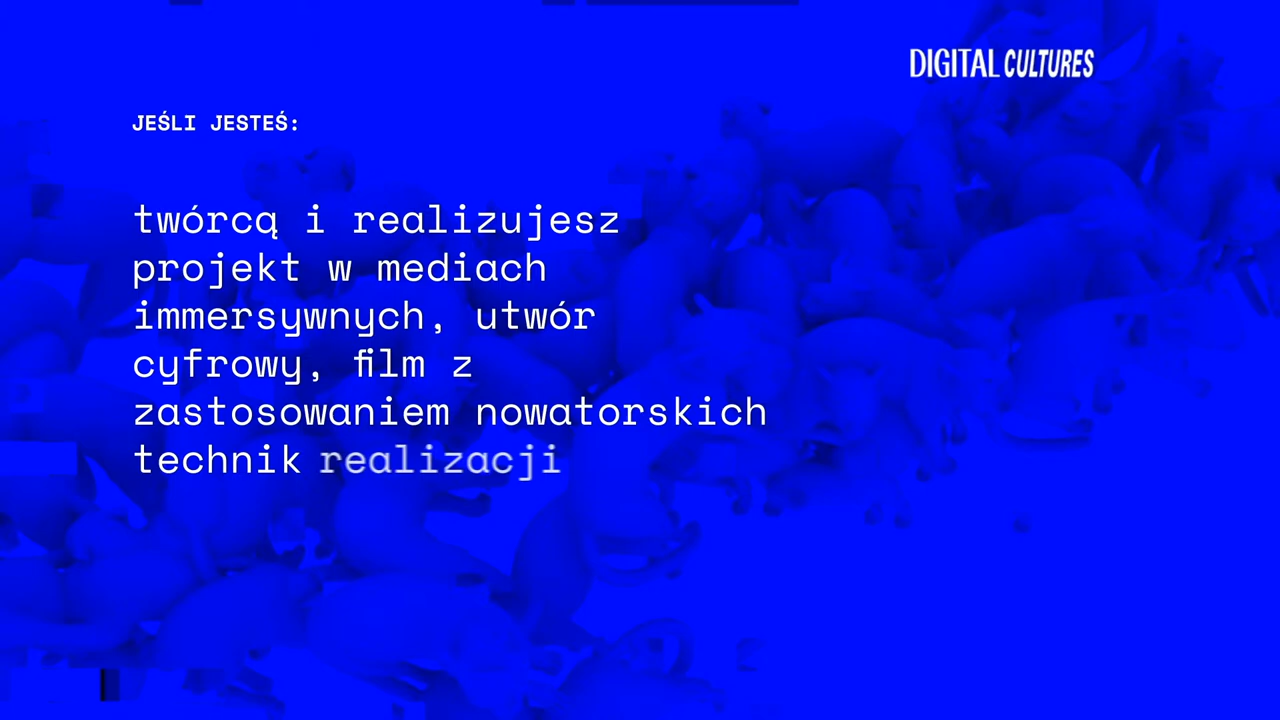 DIGITAL CULTURES
JEŚLI JESTEŚ:
twórcą i realizujesz
projekt w mediach
immersywnych, utwór
cyfrowy, film z
zastosowaniem nowatorskich
technik realizacji